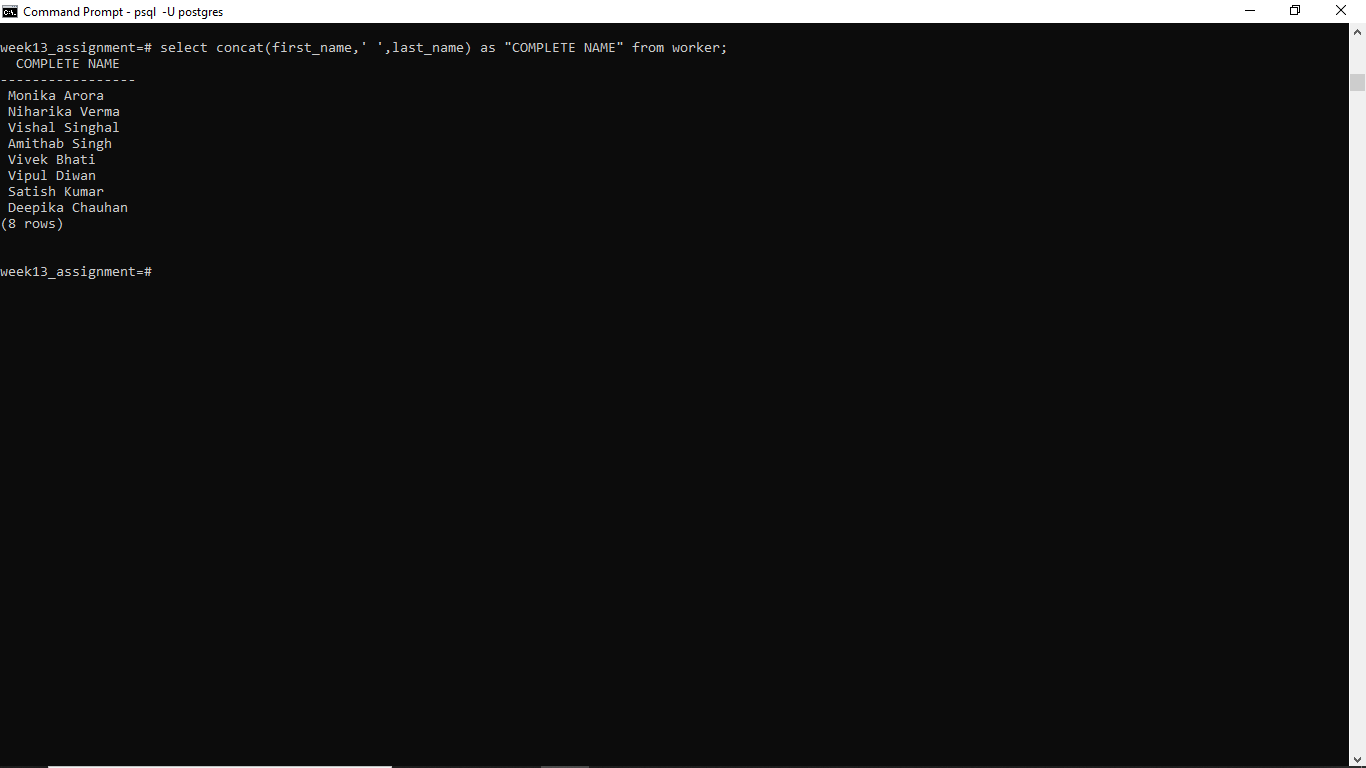 Command Prompt - psql  -U postgres
week13_assignment=# select concat(first_name,' ',last_name) as "COMPLETE NAME" from worker;
  COMPLETE NAME
-----------------
 Monika Arora
 Niharika Verma
 Vishal Singhal
 Amithab Singh
 Vivek Bhati
 Vipul Diwan
 Satish Kumar
 Deepika Chauhan
(8 rows)
week13_assignment=#